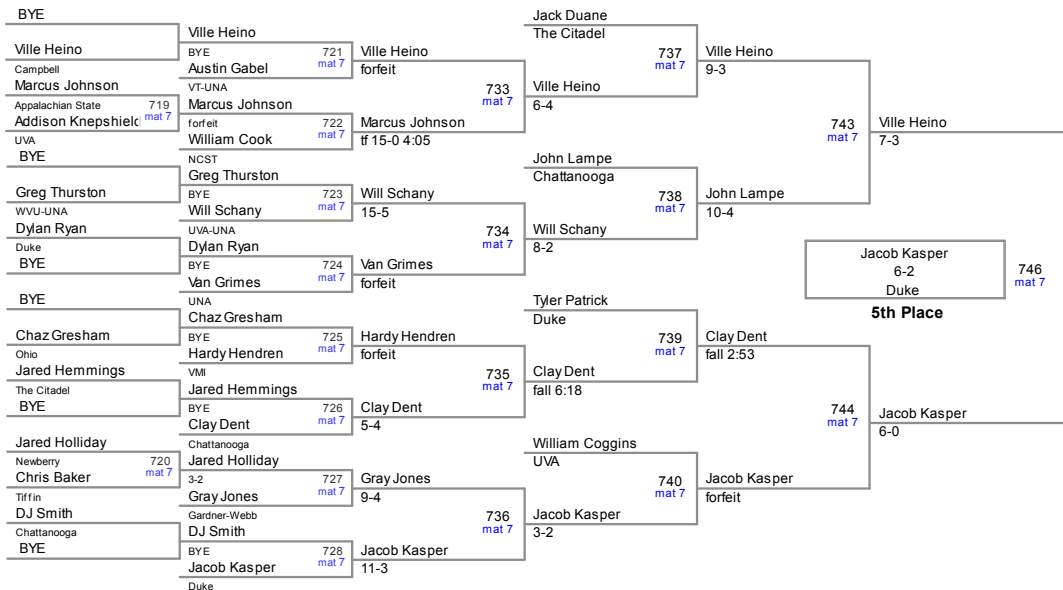 BYE
Ville Heino
Campbell
Marcus Johnson
Appalachian State
719
mat 7
Addison Knepshield
UVA
BYE
Greg Thurston
WVU-UNA
Dylan Ryan
Duke
BYE
BYE
Chaz Gresham
Ohio
Jared Hemmings
The Citadel
BYE
Jared Holliday
Newberry
720
mat 7
Chris Baker
Tiffin
DJ Smith
Chattanooga
BYE
Ville Heino
BYE
721
mat 7
Austin Gabel
VT-UNA
Marcus Johnson
forfeit
722
mat 7
William Cook
NCST
Greg Thurston
BYE
723
mat 7
Will Schany
UVA-UNA
Dylan Ryan
BYE
724
mat 7
Van Grimes
UNA
Chaz Gresham
BYE
725
mat 7
Hardy Hendren
VMI
Jared Hemmings
BYE
726
mat 7
Clay Dent
Chattanooga
Jared Holliday
3-2
727
mat 7
Gray Jones
Gardner-Webb
DJ Smith
BYE
728
mat 7
Jacob Kasper
Duke
Ville Heino
forfeit
733
mat 7
Marcus Johnson
tf 15-0 4:05
Will Schany
15-5
734
mat 7
Van Grimes
forfeit
Hardy Hendren
forfeit
735
mat 7
Clay Dent
5-4
Gray Jones
9-4
736
mat 7
Jacob Kasper
11-3
Jack Duane
The Citadel
737
mat 7
Ville Heino
6-4
John Lampe
Chattanooga
738
mat 7
Will Schany
8-2
Tyler Patrick
Duke
739
mat 7
Clay Dent
fall 6:18
William Coggins
UVA
740
mat 7
Jacob Kasper
3-2
Ville Heino
9-3
743
mat 7
John Lampe
10-4
Clay Dent
fall 2:53
744
mat 7
Jacob Kasper
forfeit
Ville Heino
7-3
Jacob Kasper
6-2
Duke
746
mat 7
5th Place
Jacob Kasper
6-0